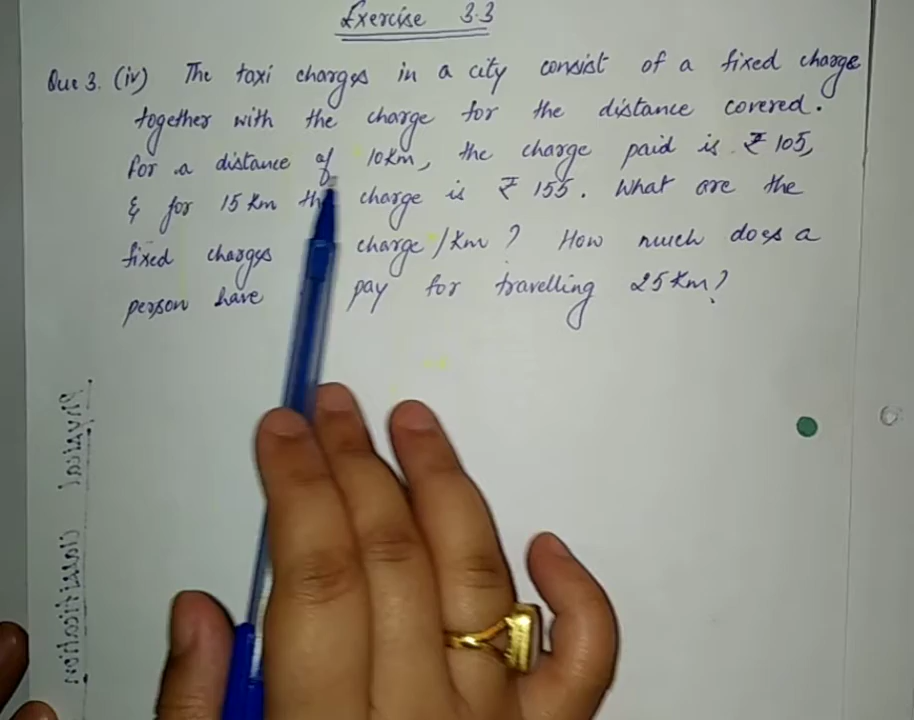 Exercise 3.3
Que 3. (iv) The taxi charges in a city consist of a fixed charge
together with the charge for the distance covered.
For a distance of 10km, the charge paid is ₹ 105,
& for 15 km the charge is ₹ 155. What are the
fixed charges charge/km ? How much does a
person have pay for travelling 25 km?